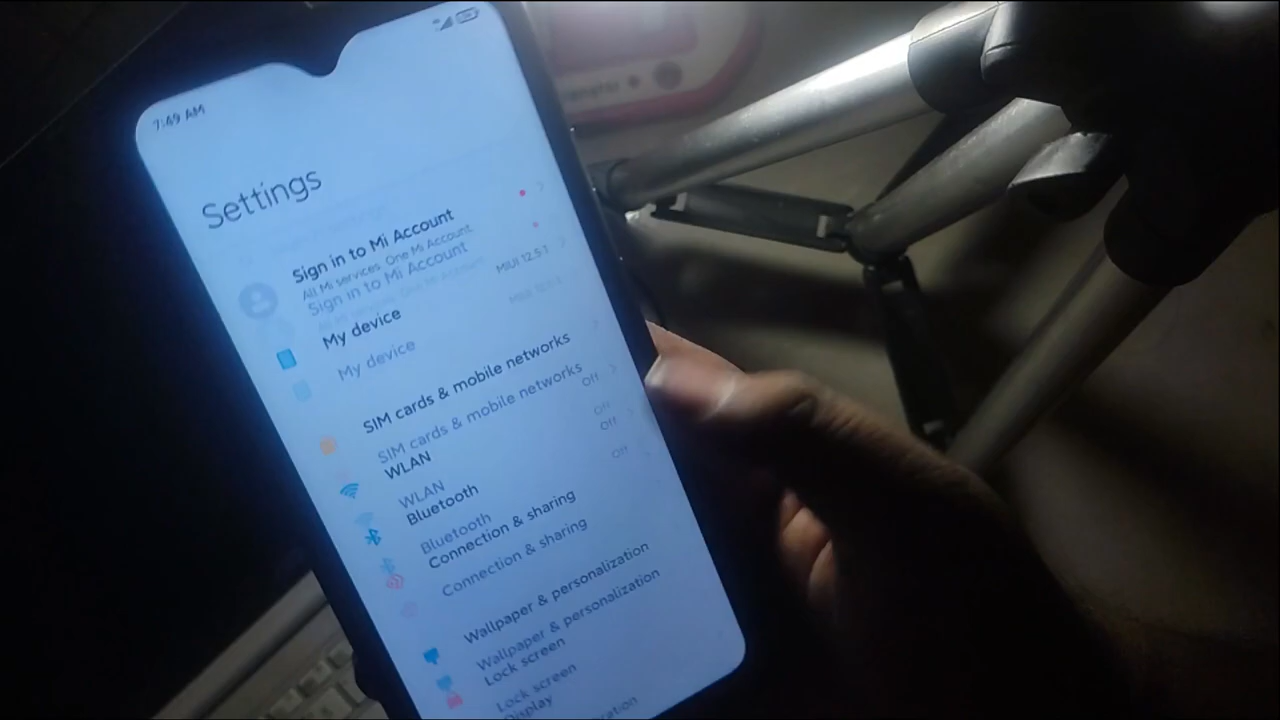 7:49 AM
Settings
Sign in to Mi Account
All Mi services. One Mi Account
Sign in to Mi Account
My device
MIUI 12.5.1
My device
SIM cards & mobile networks
SIM cards & mobile networks
WLAN
Off
WLAN
Off
Bluetooth
Off
Bluetooth
Off
Connection & sharing
Connection & sharing
Wallpaper & personalization
Wallpaper & personalization
Lock screen
Lock screen
Display